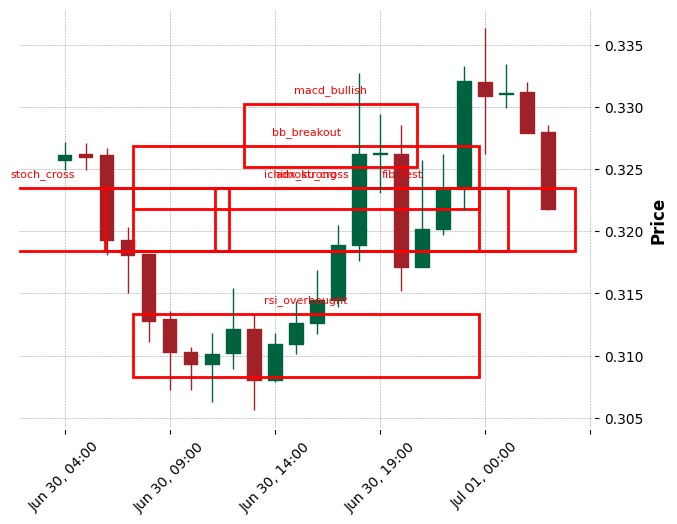 macd_bullish
bb_breakout
stoch_cross
adx_strong
fib_test
rsi_overbought
0.335
0.330
0.325
0.320
0.315
0.310
0.305
Price
Jun 30, 04:00
Jun 30, 09:00
Jun 30, 14:00
Jun 30, 19:00
Jul 01, 00:00